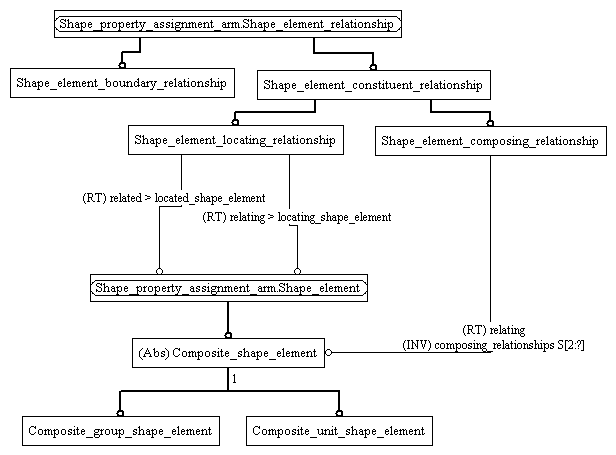 Shape_property_assignment_arm.Shape_element_relationship
Shape_element_boundary_relationship
Shape_element_constituent_relationship
Shape_element_locating_relationship
Shape_element_composing_relationship
(RT) related > located_shape_element
(RT) relating > locating_shape_element
Shape_property_assignment_arm.Shape_element
(RT) relating
(INV) composing_relationships S[2:?]
(Abs) Composite_shape_element
1
Composite_group_shape_element
Composite_unit_shape_element